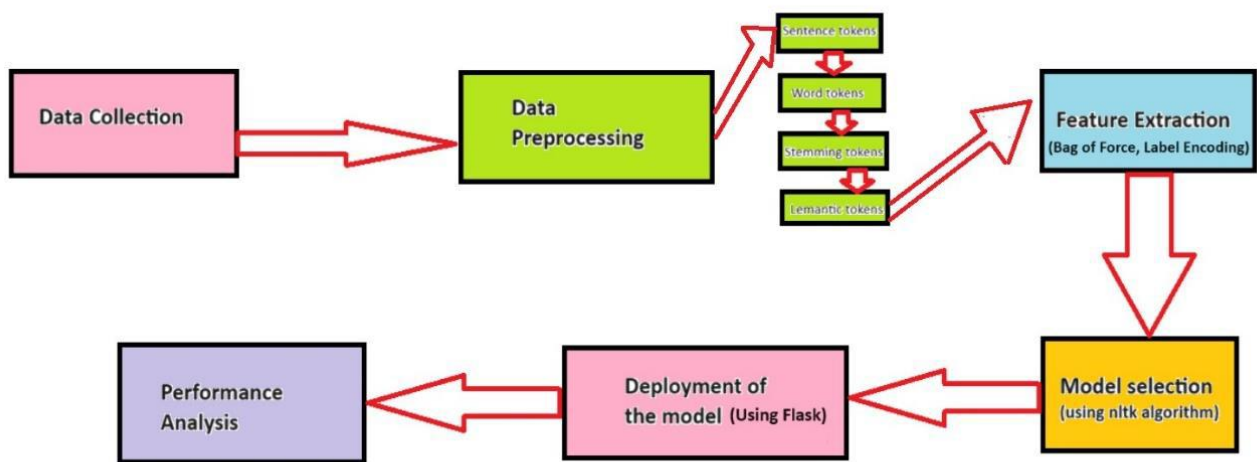 Data Collection
Data
Preprocessing
Sentence tokens
Word tokens
Stemming tokens
Lemantic tokens
Feature Extraction
(Bag of Force, Label Encoding)
Model selection
(using nltk algorithm)
Deployment of
the model (Using Flask)
Performance
Analysis